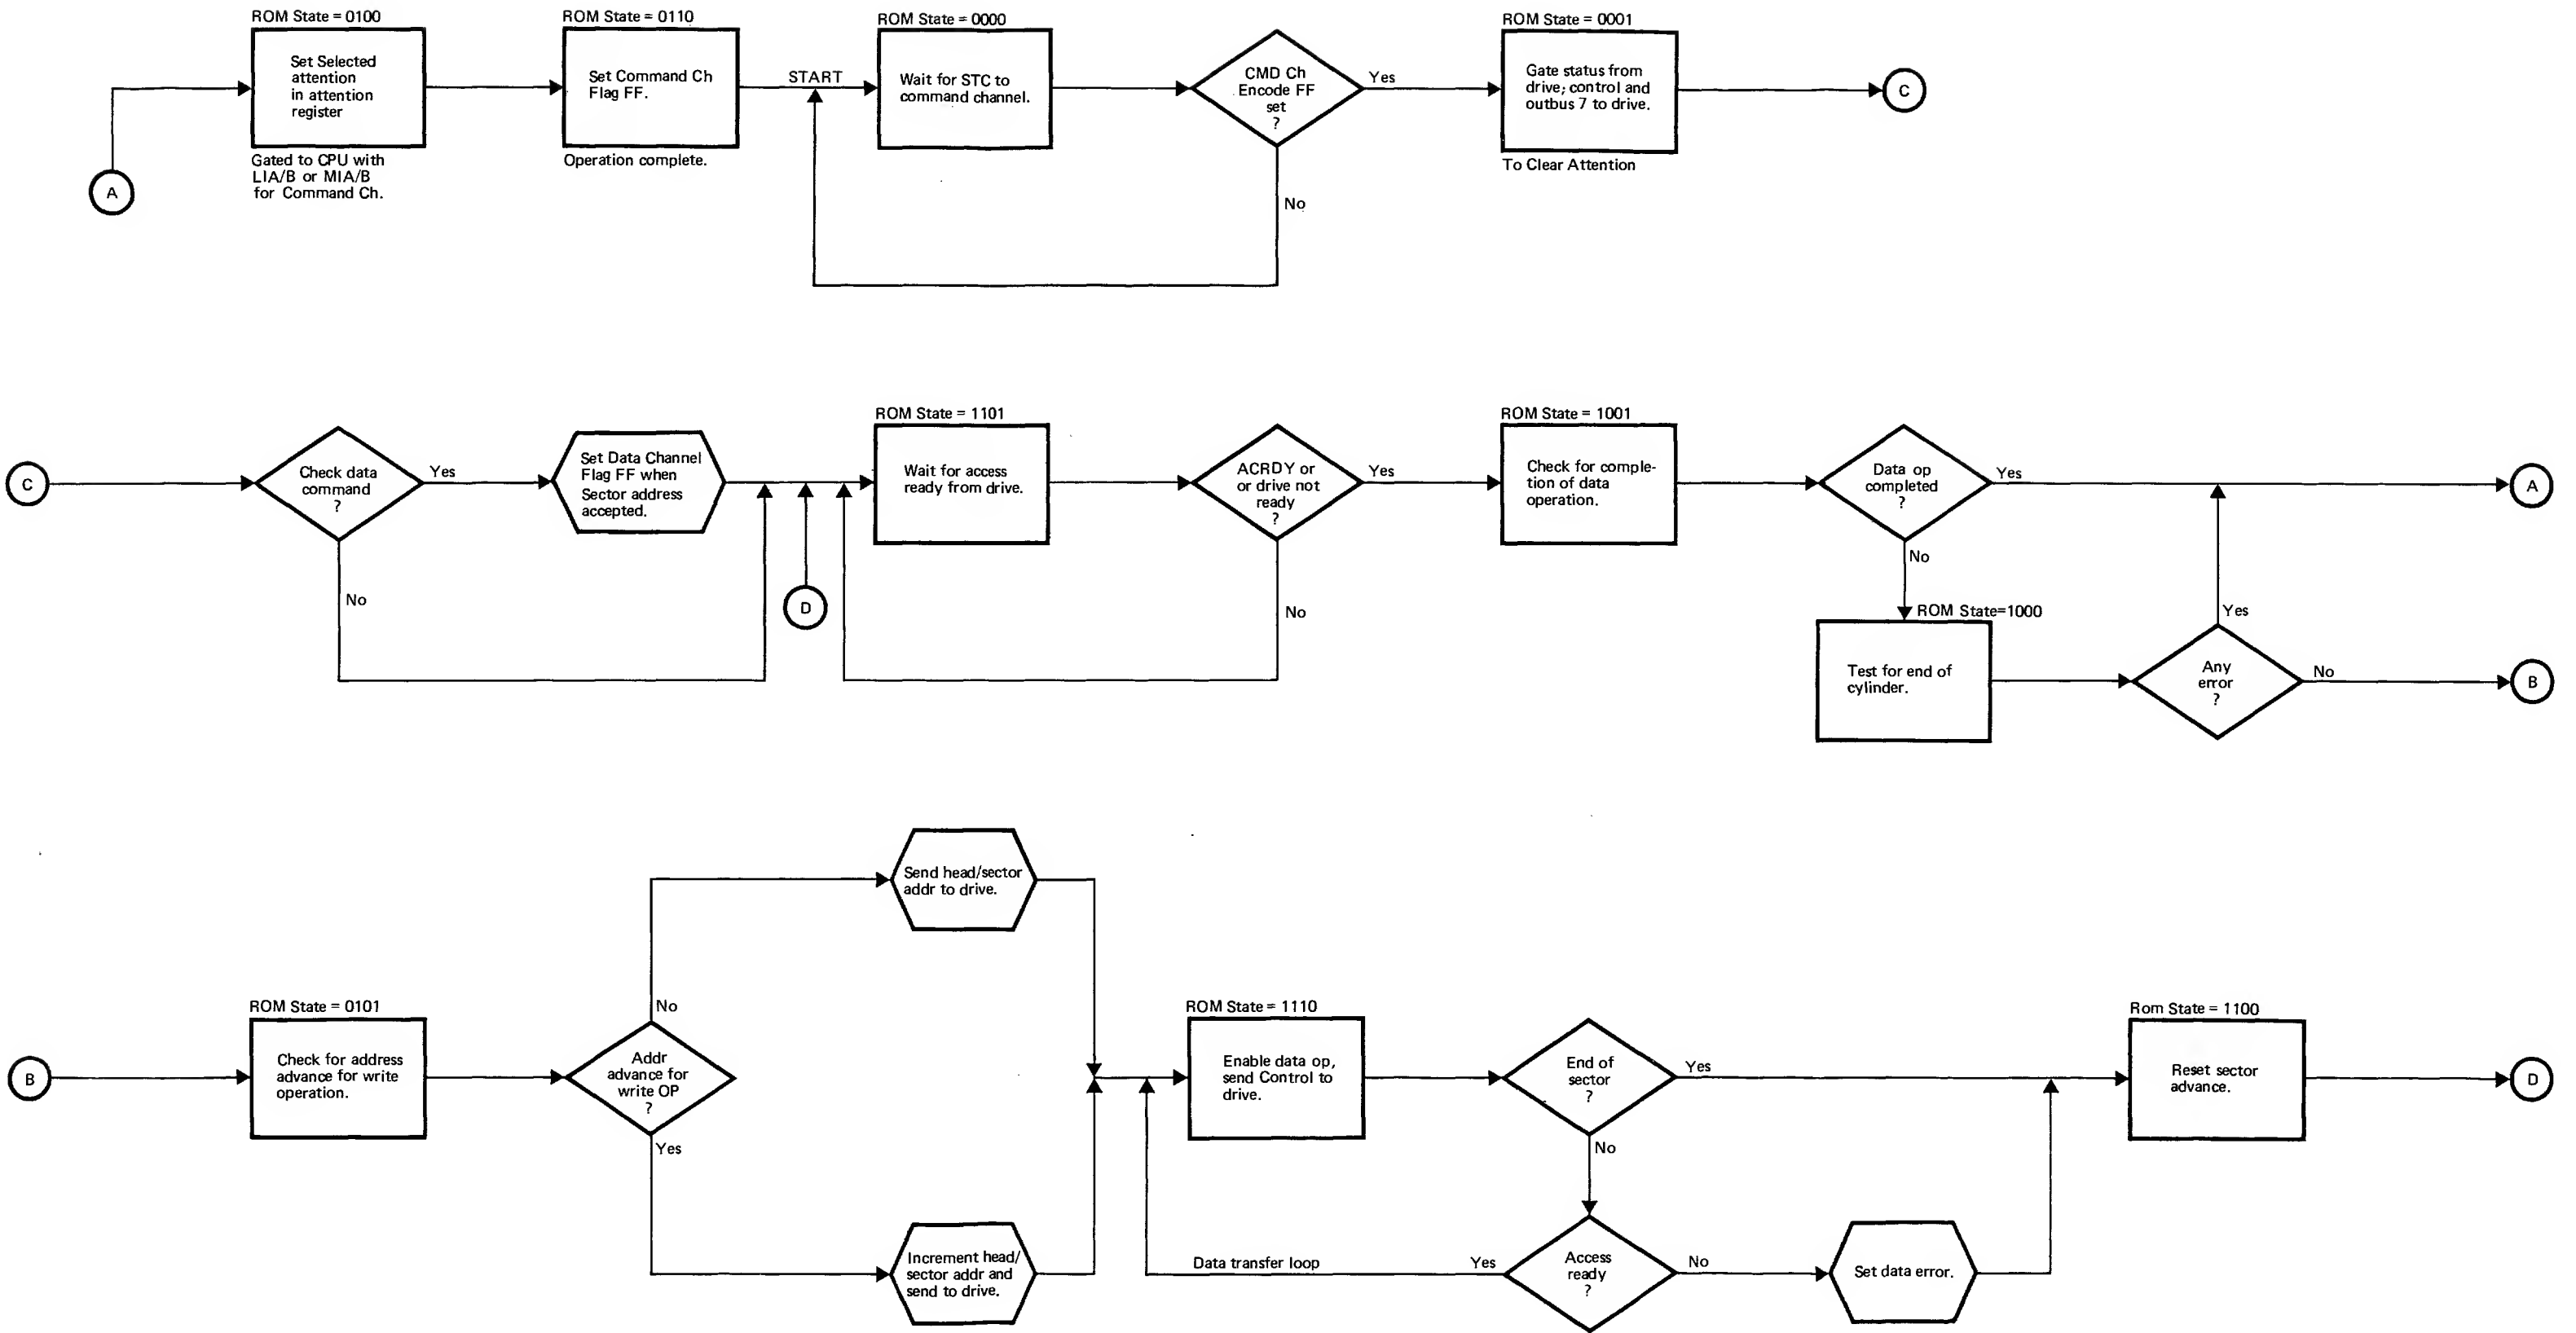 ROM State = 0100
Set Selected
attention
in attention
register
Gated to CPU with
LIA/B or MIA/B
for Command Ch.
A
ROM State = 0110
Set Command Ch
Flag FF.
Operation complete.
START
ROM State = 0000
Wait for STC to
command channel.
CMD Ch
Encode FF
set
?
Yes
No
ROM State = 0001
Gate status from
drive; control and
outbus 7 to drive.
To Clear Attention
C
C
Check data
command
?
Yes
No
Set Data Channel
Flag FF when
Sector address
accepted.
D
ROM State = 1101
Wait for access
ready from drive.
ACRDY or
or drive not
ready
?
Yes
No
ROM State = 1001
Check for comple-
tion of data
operation.
Data op
completed
?
Yes
No
A
ROM State=1000
Test for end of
cylinder.
Any
error
?
Yes
No
B
B
ROM State = 0101
Check for address
advance for write
operation.
Addr
advance for
write OP
?
No
Yes
Send head/sector
addr to drive.
Increment head/
sector addr and
send to drive.
ROM State = 1110
Enable data op,
send Control to
drive.
End of
sector
?
Yes
No
Access
ready
?
Yes
Data transfer loop
No
Set data error.
Rom State = 1100
Reset sector
advance.
D